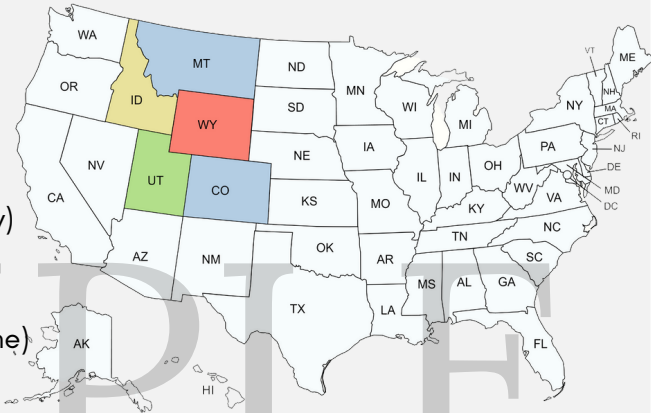 WA
MT
ND
MN
VT
ME
OR
ID
SD
WI
MI
NY
NH
MA
CT
RI
WY
NE
IA
PA
NJ
NV
UT
CO
IL
IN
OH
DE
MD
DC
CA
KS
MO
KY
WV
VA
y)
AZ
NM
OK
AR
TN
NC
SC
TX
LA
MS
AL
GA
ne)
AK
HI
FL
P L E